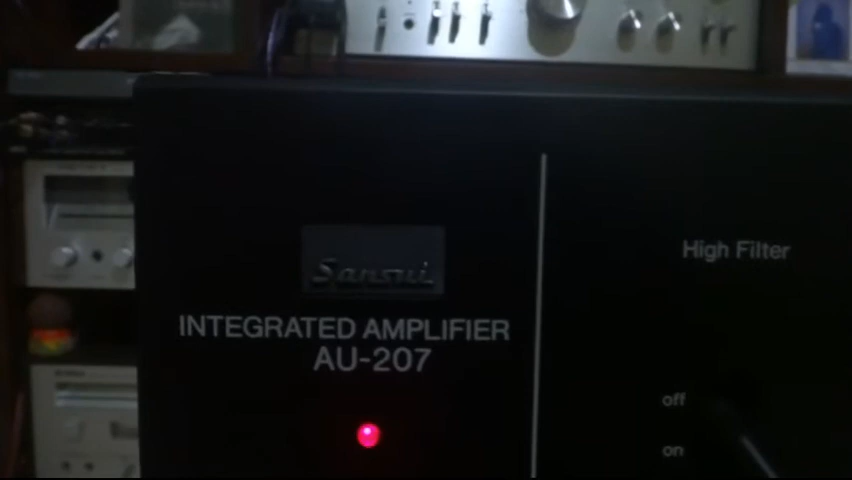 Sansui
INTEGRATED AMPLIFIER
AU-207
High Filter
off
on